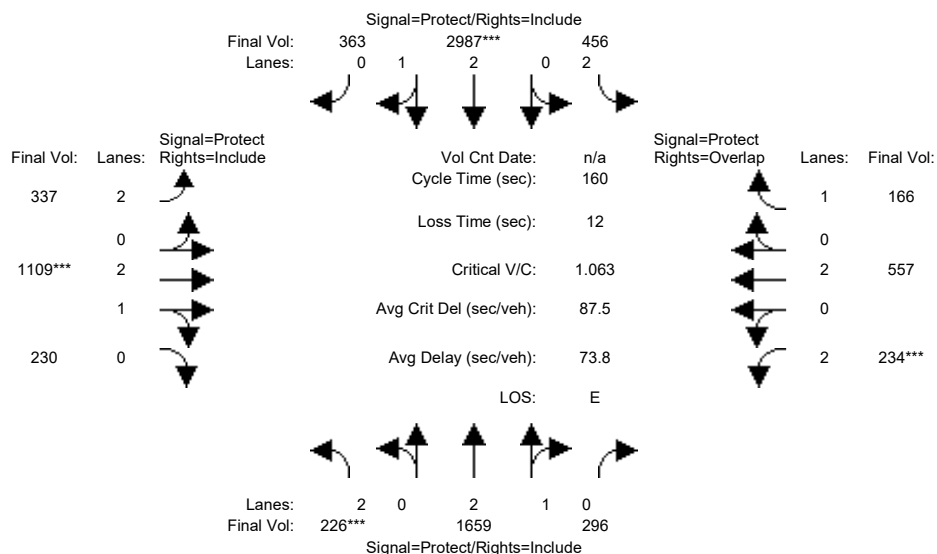 Signal=Protect/Rights=Include
Final Vol: 363 2987*** 456
Lanes: 0 1 2 0 2
Signal=Protect Signal=Protect
Final Vol: Lanes: Rights=Include Vol Cnt Date: n/a Rights=Overlap Lanes: Final Vol:
Cycle Time (sec): 160
337 2 1 166
Loss Time (sec): 12
0 0
1109*** 2 Critical V/C: 1.063 2 557
1 Avg Crit Del (sec/veh): 87.5 0
230 0 Avg Delay (sec/veh): 73.8 2 234***
LOS: E
Lanes: 2 0 2 1 0
Final Vol: 226*** 1659 296
Signal=Protect/Rights=Include